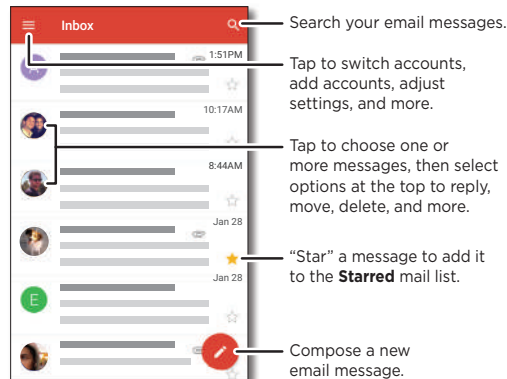 Inbox
Search your email messages.
1:51PM
Tap to switch accounts,
add accounts, adjust
settings, and more.
10:17AM
Tap to choose one or
more messages, then select
options at the top to reply,
move, delete, and more.
8:44AM
Jan 28
"Star" a message to add it
to the Starred mail list.
Jan 28
E
Compose a new
email message.